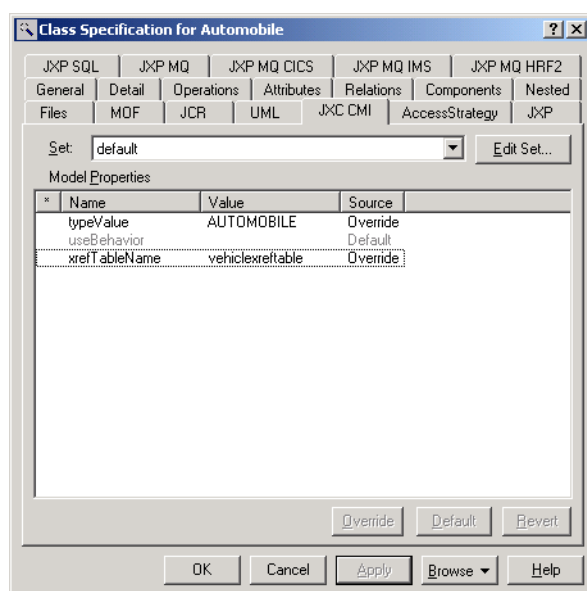 Class Specification for Automobile
JXP SQL JXP MQ JXP MQ CICS JXP MQ IMS JXP MQ HRF2
General Detail Operations Attributes Relations Components Nested
Files MOF JCR UML JXC CMI AccessStrategy JXP
Set: default Edit Set...
Model Properties
* Name Value Source
typeValue AUTOMOBILE Override
useBehavior Default
xrefTableName vehiclexreftable Override
Override Default Revert
OK Cancel Apply Browse Help